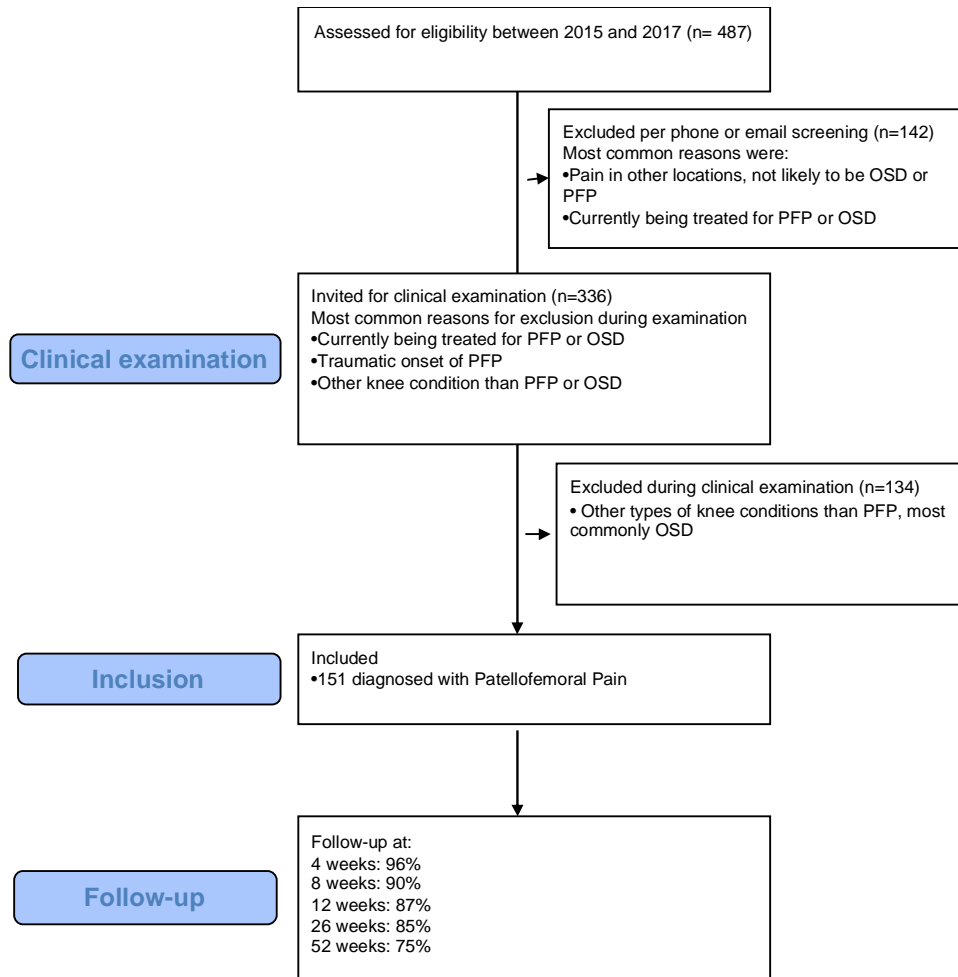 Assessed for eligibility between 2015 and 2017 (n= 487)
Excluded per phone or email screening (n=142)
Most common reasons were:
•Pain in other locations, not likely to be OSD or
PFP
•Currently being treated for PFP or OSD
Invited for clinical examination (n=336)
Most common reasons for exclusion during examination
•Currently being treated for PFP or OSD
•Traumatic onset of PFP
•Other knee condition than PFP or OSD
Clinical examination
Excluded during clinical examination (n=134)
• Other types of knee conditions than PFP, most
commonly OSD
Inclusion
Included
•151 diagnosed with Patellofemoral Pain
Follow-up
Follow-up at:
4 weeks: 96%
8 weeks: 90%
12 weeks: 87%
26 weeks: 85%
52 weeks: 75%